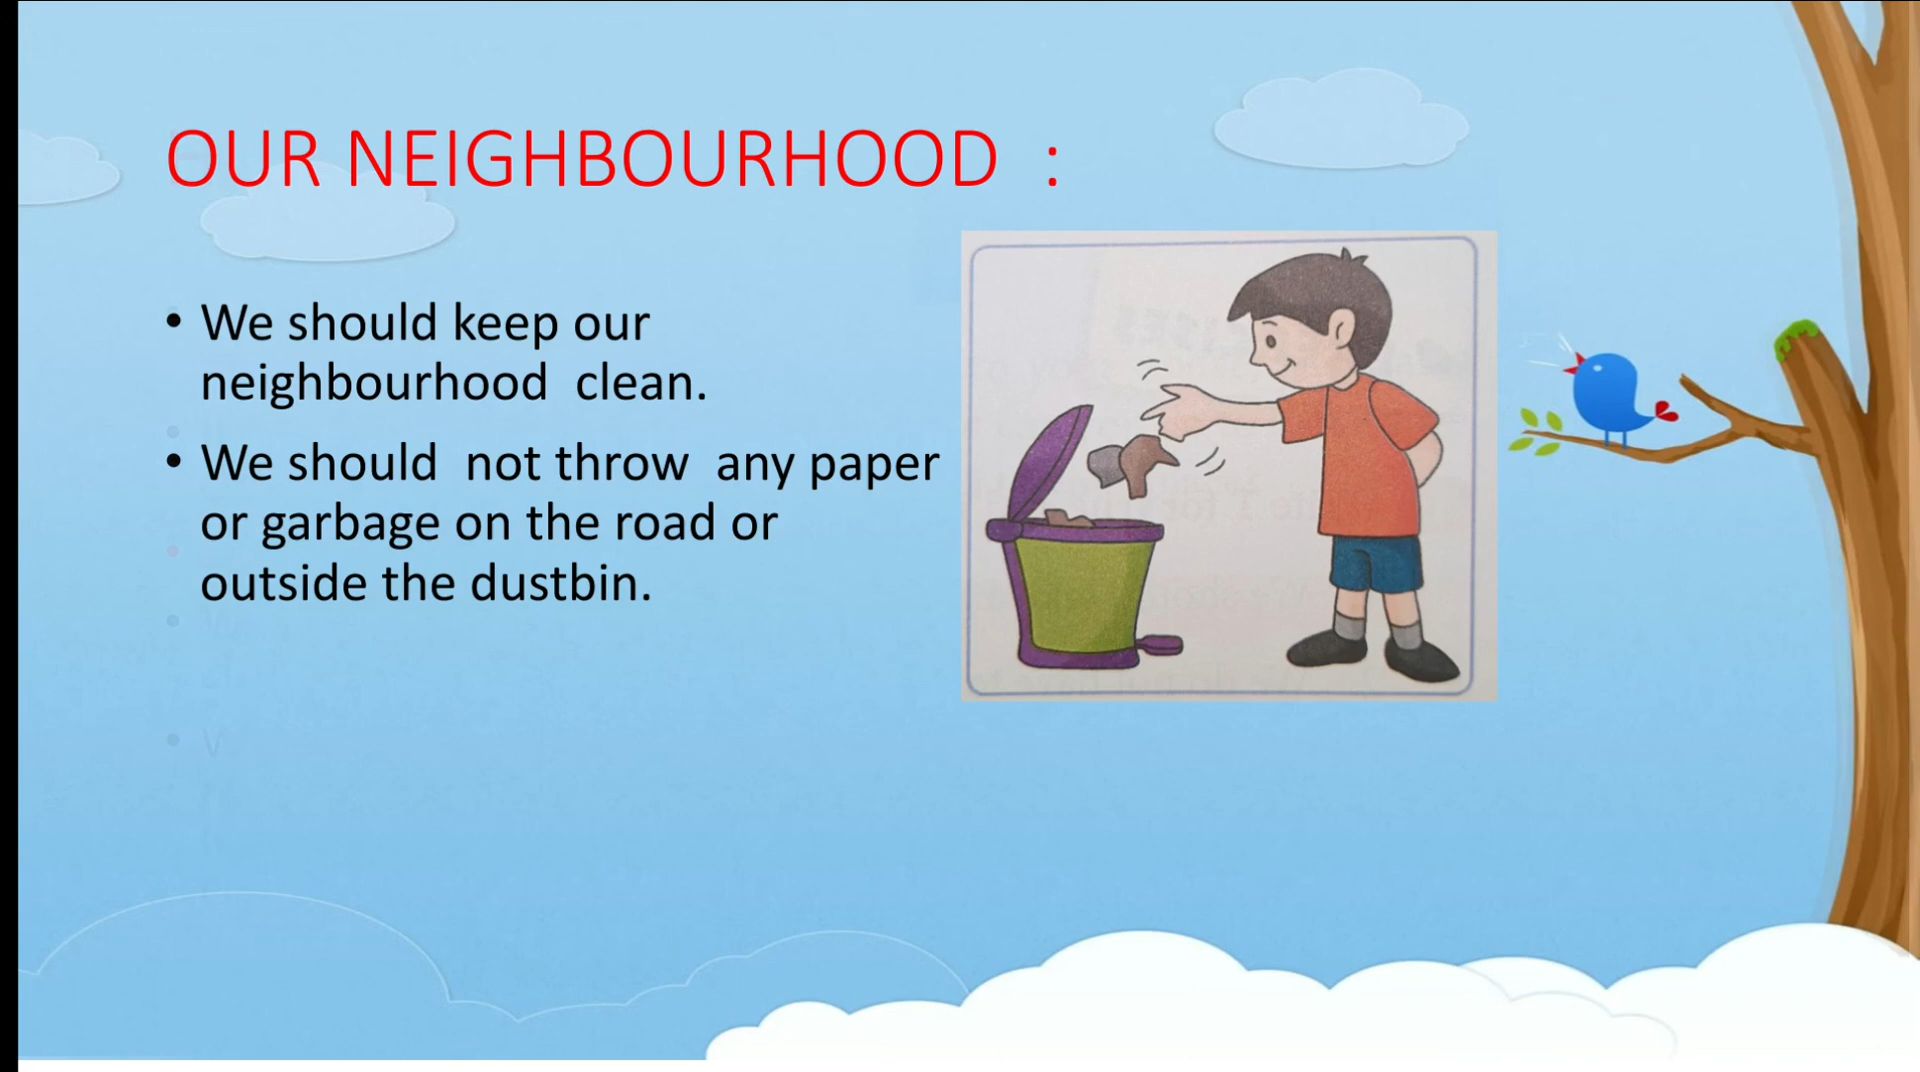 OUR NEIGHBOURHOOD :
• We should keep our
neighbourhood clean.
• We should not throw any paper
or garbage on the road or
outside the dustbin.